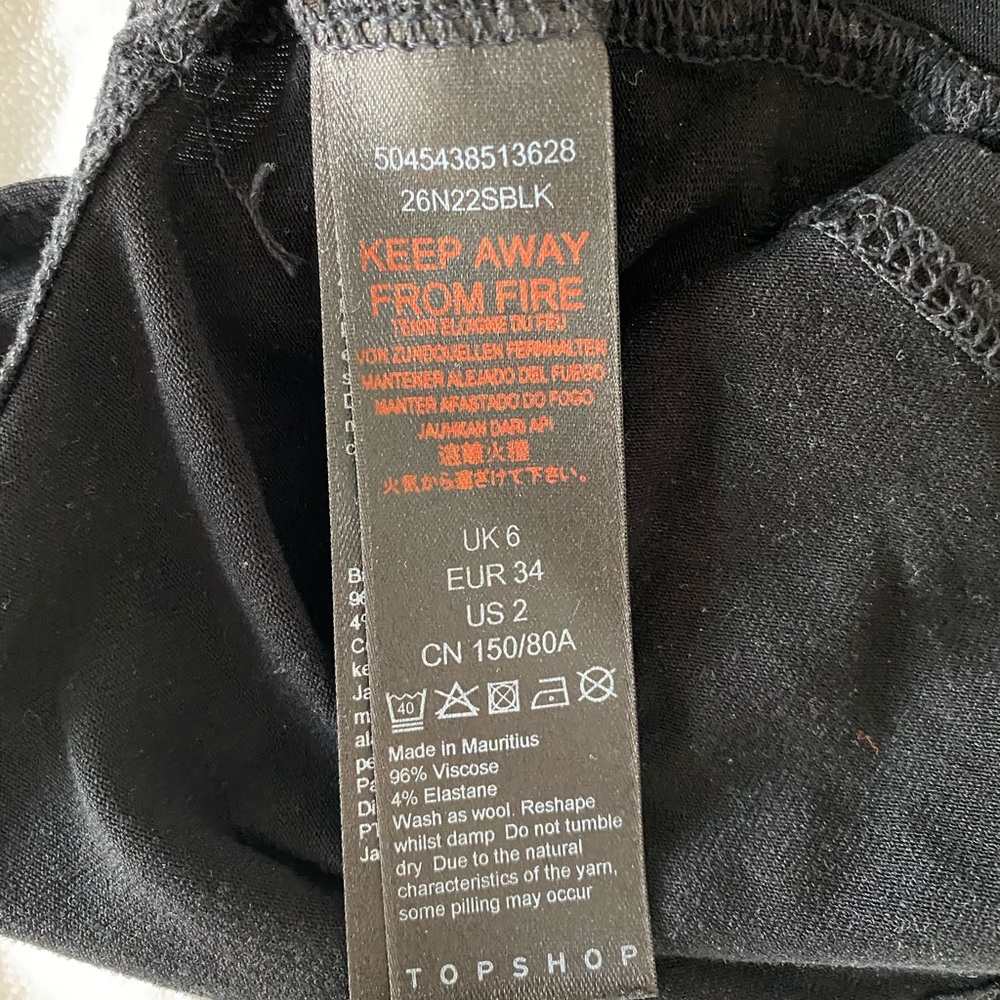 5045438513628
26N22SBLK
KEEP AWAY
FROM FIRE
TENIR ELOIGNE DU FEU
VON ZUNDQUELLEN FERNHALTEN
MANTENER ALEJADO DEL FUEGO
MANTER AFASTADO DO FOGO
JAUHKAN DARI API
遠離火種
火気から遠ざけて下さい。
UK 6
EUR 34
US 2
CN 150/80A
40
Made in Mauritius
96% Viscose
4% Elastane
Wash as wool. Reshape
whilst damp Do not tumble
dry Due to the natural
characteristics of the yarn,
some pilling may occur
TOPSHOP